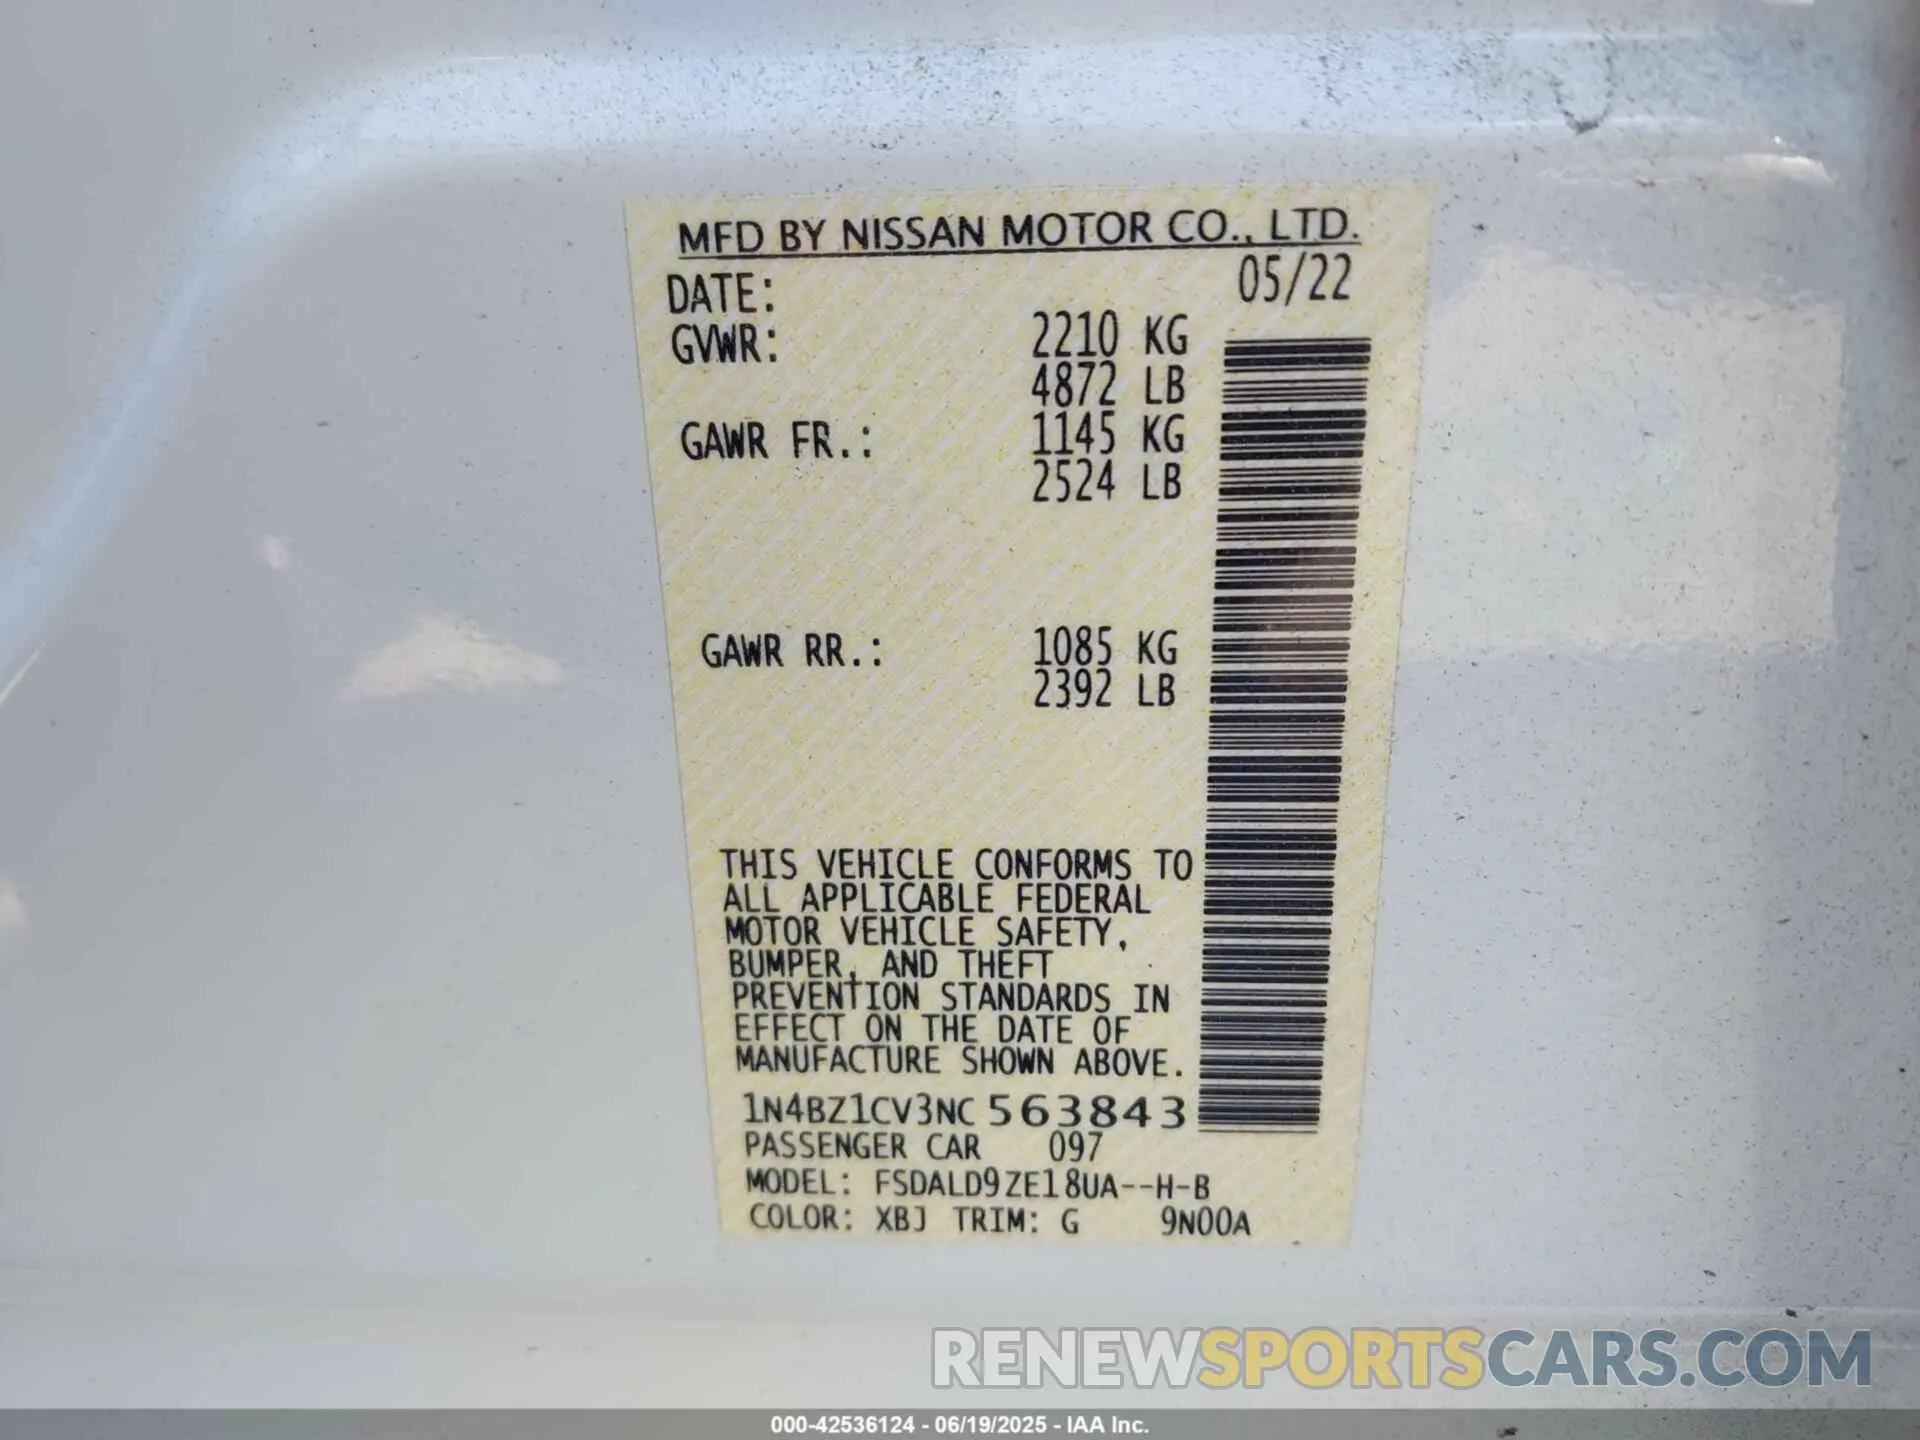 MFD BY NISSAN MOTOR CO., LTD.
DATE: 05/22
GVWR: 2210 KG
4872 LB
GAWR FR.: 1145 KG
2524 LB
GAWR RR.: 1085 KG
2392 LB
THIS VEHICLE CONFORMS TO
ALL APPLICABLE FEDERAL
MOTOR VEHICLE SAFETY,
BUMPER, AND THEFT
PREVENTION STANDARDS IN
EFFECT ON THE DATE OF
MANUFACTURE SHOWN ABOVE.
1N4BZ1CV3NC563843
PASSENGER CAR 097
MODEL: FSDALD9ZE18UA--H-B
COLOR: XBJ TRIM: G 9N00A
RENEWSPORTSCARS.COM
000-42536124 - 06/19/2025 - IAA Inc.